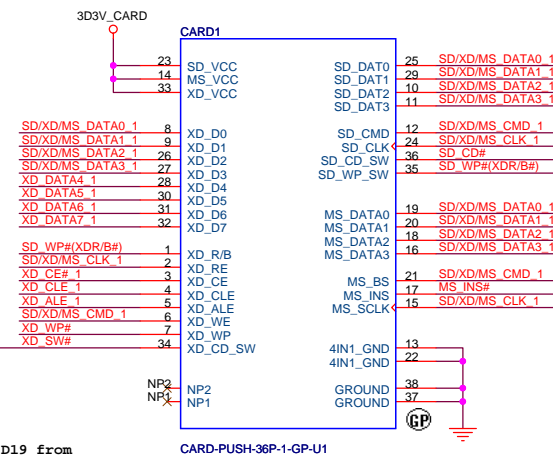 3D3V_CARD
CARD1
23 SD_VCC SD_DAT0 25 SD/XD/MS_DATA0_1
14 MS_VCC SD_DAT1 29 SD/XD/MS_DATA1_1
33 XD_VCC SD_DAT2 10 SD/XD/MS_DATA2_1
SD_DAT3 11 SD/XD/MS_DATA3_1
SD/XD/MS_DATA0_1 8 XD_D0 SD_CMD 12 SD/XD/MS_CMD_1
SD/XD/MS_DATA1_1 9 XD_D1 SD_CLK 24 SD/XD/MS_CLK_1
SD/XD/MS_DATA2_1 26 XD_D2 SD_CD_SW 36 SD_CD#
SD/XD/MS_DATA3_1 27 XD_D3 SD_WP_SW 35 SD_WP#(XDR/B#)
XD_DATA4_1 28 XD_D4
XD_DATA5_1 30 XD_D5
XD_DATA6_1 31 XD_D6 MS_DATA0 19 SD/XD/MS_DATA0_1
XD_DATA7_1 32 XD_D7 MS_DATA1 20 SD/XD/MS_DATA1_1
MS_DATA2 18 SD/XD/MS_DATA2_1
SD_WP#(XDR/B#) 1 XD_R/B MS_DATA3 16 SD/XD/MS_DATA3_1
SD/XD/MS_CLK_1 2 XD_RE
XD_CE#_1 3 XD_CE MS_BS 21 SD/XD/MS_CMD_1
XD_CLE_1 4 XD_CLE MS_INS 17 MS_INS#
XD_ALE_1 5 XD_ALE MS_SCLK 15 SD/XD/MS_CLK_1
SD/XD/MS_CMD_1 6 XD_WE
XD_WP# 7 XD_WP
XD_SW# 34 XD_CD_SW 4IN1_GND 13
4IN1_GND 22
NP2 NP2 GROUND 38
NP1 NP1 GROUND 37
GP
D19 from
CARD-PUSH-36P-1-GP-U1